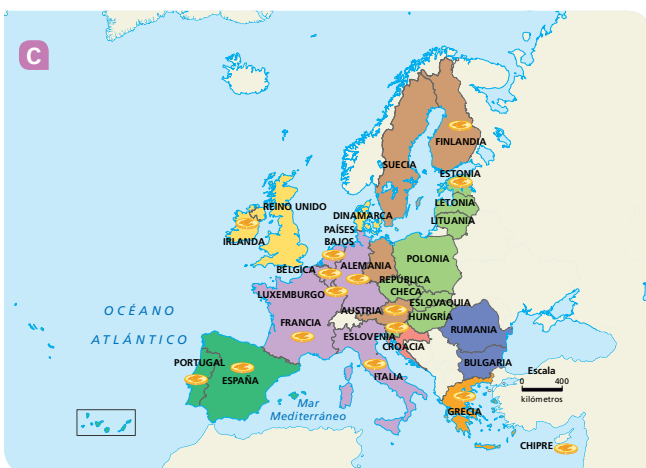 C
FINLANDIA
SUECIA
ESTONIA
LETONIA
LITUANIA
REINO UNIDO
DINAMARCA
IRLANDA
PAÍSES
BAJOS
POLONIA
ALEMANIA
BÉLGICA
REPÚBLICA
CHECA
LUXEMBURGO
ESLOVAQUIA
AUSTRIA
HUNGRÍA
OCÉANO
ATLÁNTICO
FRANCIA
RUMANIA
ESLOVENIA
CROACIA
PORTUGAL
BULGARIA
ESPAÑA
ITALIA
Escala
0 400
kilómetros
Mar
Mediterráneo
GRECIA
CHIPRE